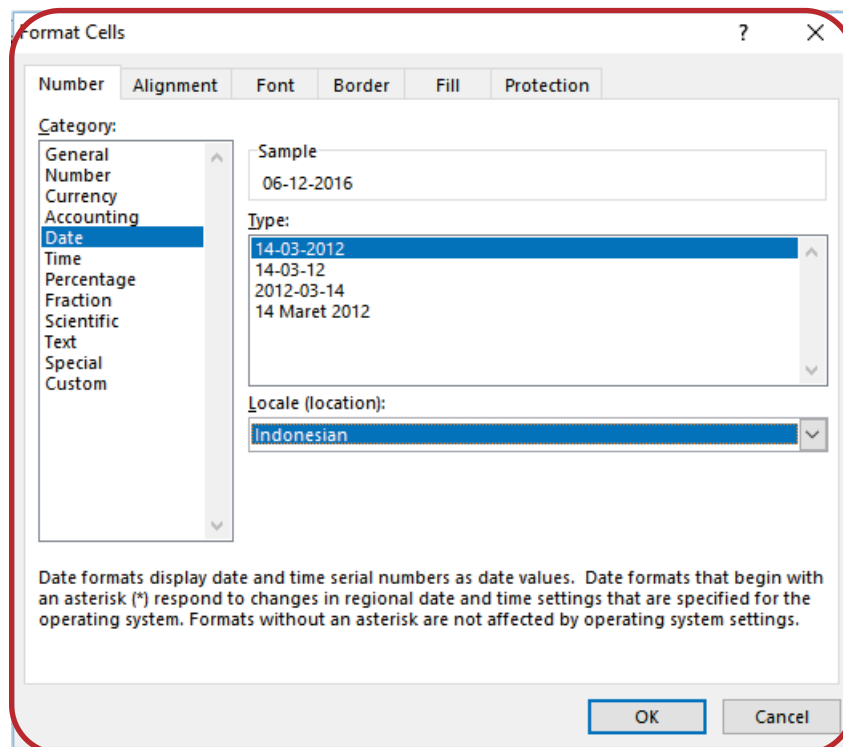 Format Cells
?
Number
Alignment
Font
Border
Fill
Protection
Category:
General
Number
Currency
Accounting
Date
Time
Percentage
Fraction
Scientific
Text
Special
Custom
Sample
06-12-2016
Type:
14-03-2012
14-03-12
2012-03-14
14 Maret 2012
Locale (location):
Indonesian
Date formats display date and time serial numbers as date values.  Date formats that begin with
an asterisk (*) respond to changes in regional date and time settings that are specified for the
operating system. Formats without an asterisk are not affected by operating system settings.
OK
Cancel